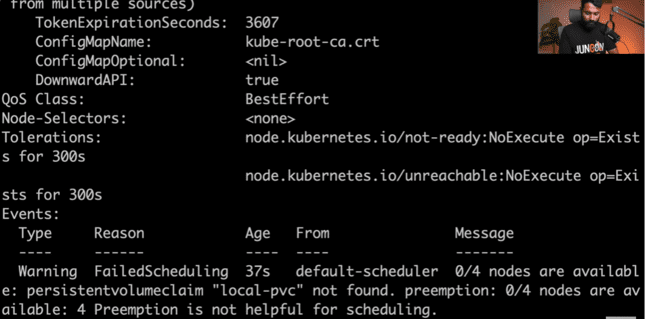 from multiple sources)
TokenExpirationSeconds: 3607
ConfigMapName: kube-root-ca.crt
ConfigMapOptional: <nil>
DownwardAPI: true
QoS Class: BestEffort
Node-Selectors: <none>
Tolerations: node.kubernetes.io/not-ready:NoExecute op=Exist
s for 300s
node.kubernetes.io/unreachable:NoExecute op=Exi
sts for 300s
Events:
Type Reason Age From Message
---- ------ ---- ---- -------
Warning FailedScheduling 37s default-scheduler 0/4 nodes are availabl
e: persistentvolumeclaim "local-pvc" not found. preemption: 0/4 nodes are av
ailable: 4 Preemption is not helpful for scheduling.